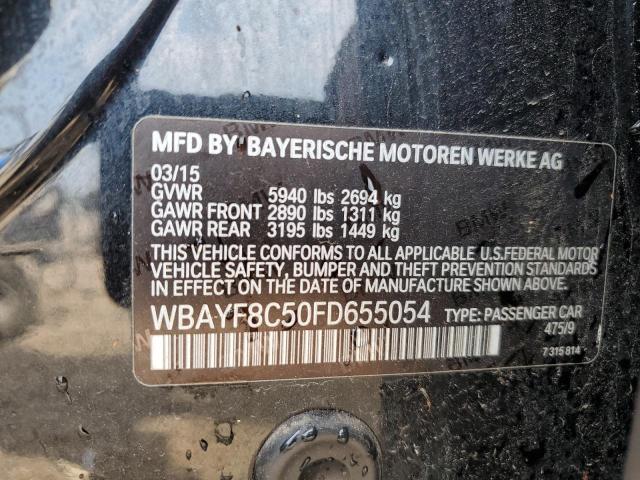 MFD BY BAYERISCHE MOTOREN WERKE AG
03/15
GVWR 5940 lbs 2694 kg
GAWR FRONT 2890 lbs 1311 kg
GAWR REAR 3195 lbs 1449 kg
THIS VEHICLE CONFORMS TO ALL APPLICABLE U.S.FEDERAL MOTOR
VEHICLE SAFETY, BUMPER AND THEFT PREVENTION STANDARDS
IN EFFECT ON THE DATE OF MANUFACTURE SHOWN ABOVE.
WBAYF8C50FD655054 TYPE: PASSENGER CAR
475/9
7 315 814